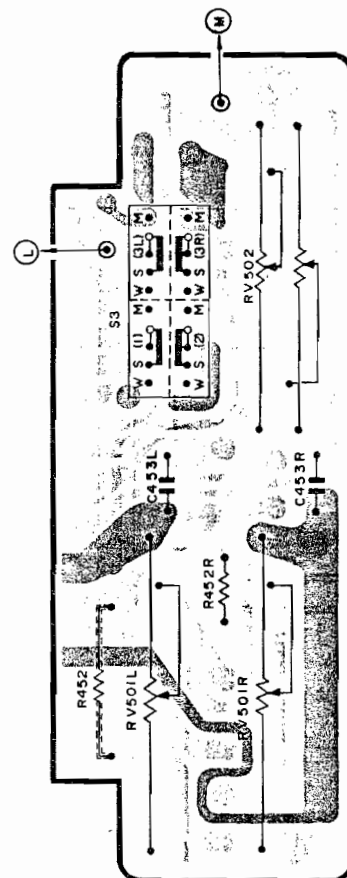 M
L
S3
W S (3L) M
W S (3R) M
W S (1) M
W S (2) M
RV502
C453L
C453R
R452R
R452
RV501L
RV501R